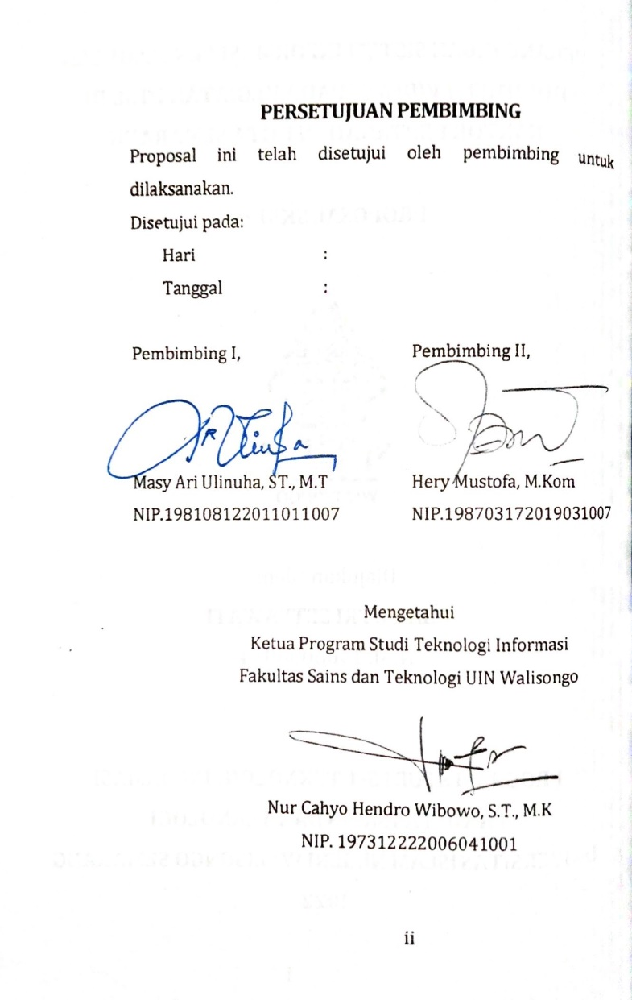 PERSETUJUAN PEMBIMBING
Proposal ini telah disetujui oleh pembimbing untuk
dilaksanakan.
Disetujui pada:
Hari :
Tanggal :
Pembimbing I, Pembimbing II,
Masy Ari Ulinuha, ST., M.T Hery Mustofa, M.Kom
NIP.198108122011011007 NIP.198703172019031007
Mengetahui
Ketua Program Studi Teknologi Informasi
Fakultas Sains dan Teknologi UIN Walisongo
Nur Cahyo Hendro Wibowo, S.T., M.K
NIP. 197312222006041001
ii